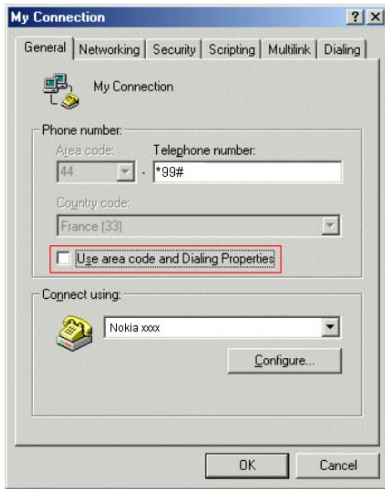 My Connection
General Networking Security Scripting Multilink Dialing
My Connection
Phone number:
Area code: Telephone number:
44 - *99#
Country code:
France (33)
Use area code and Dialing Properties
Connect using:
Nokia xxxx
Configure...
OK Cancel